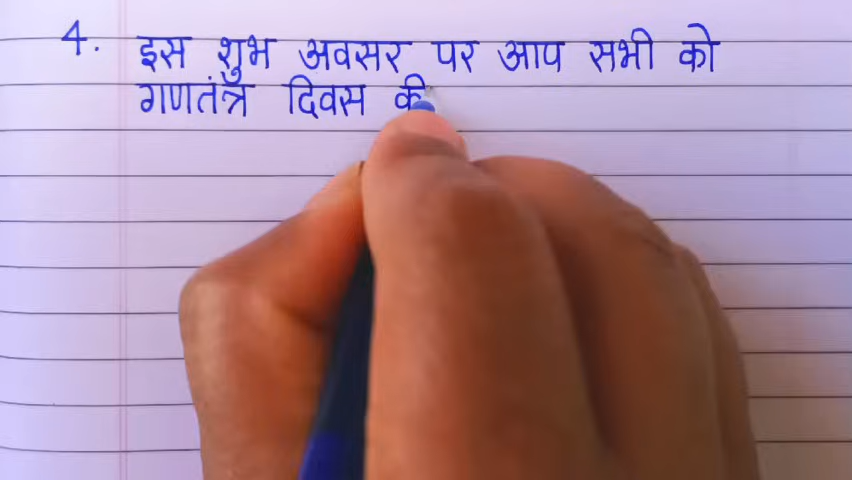 4. इस शुभ अवसर पर आप सभी को
गणतंत्र दिवस की